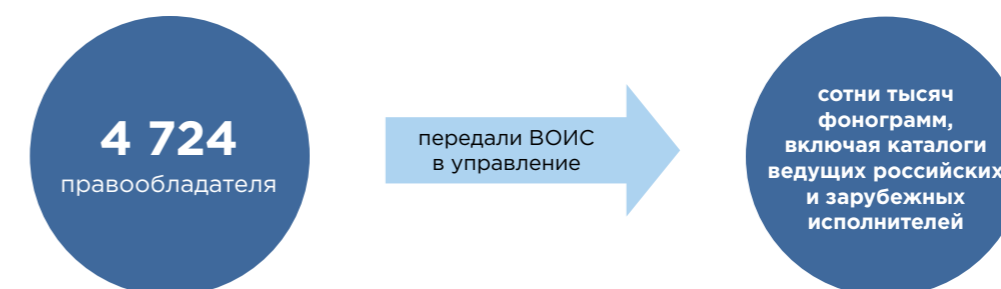 4 724
правообладателя
передали ВОИС
в управление
сотни тысяч
фонограмм,
включая каталоги
ведущих российских
и зарубежных
исполнителей